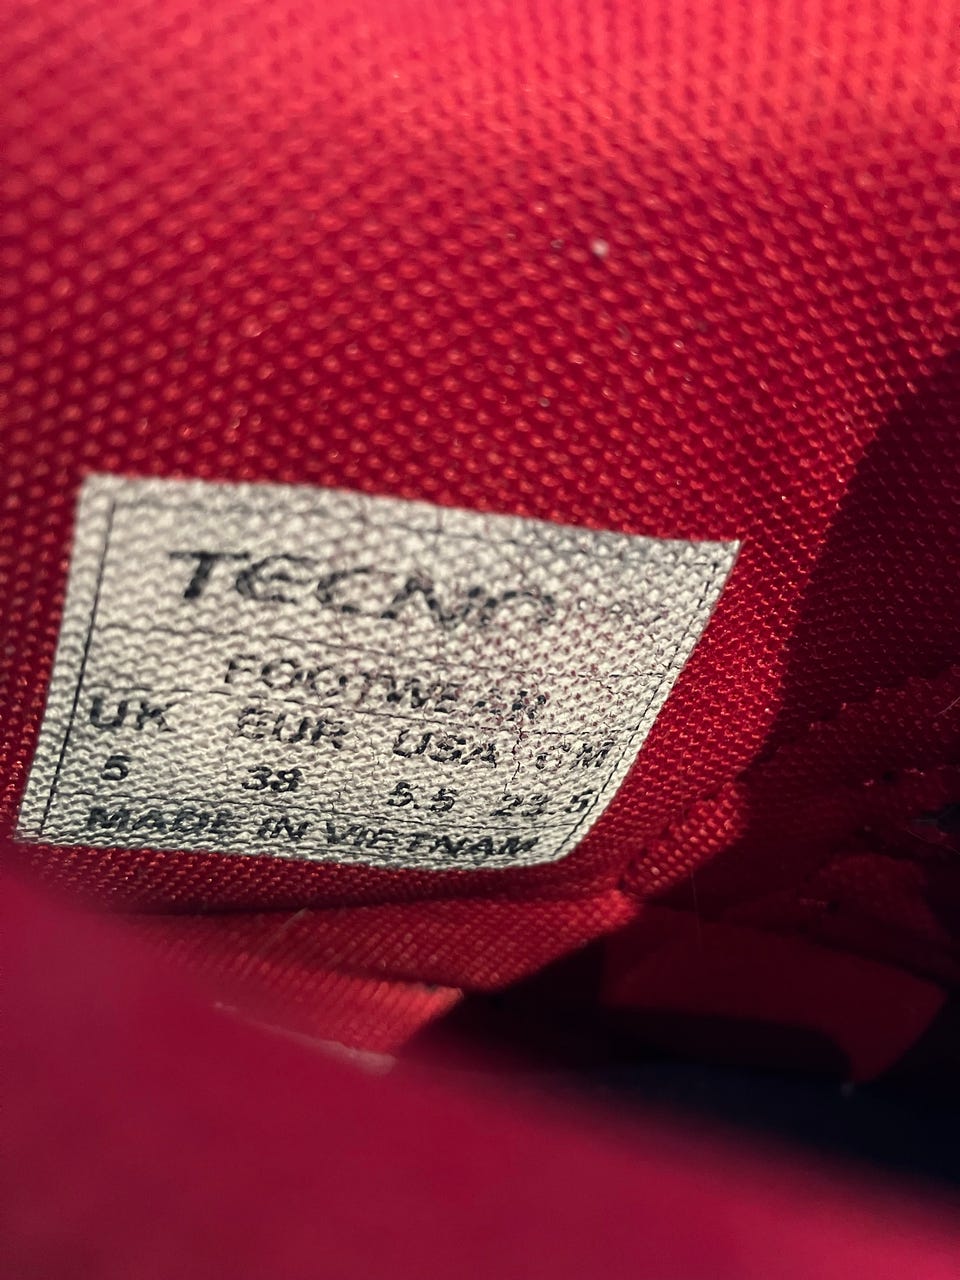 TECNO
FOOTWEAR
UK EUR USA CM
5 38 5.5 23.5
MADE IN VIETNAM